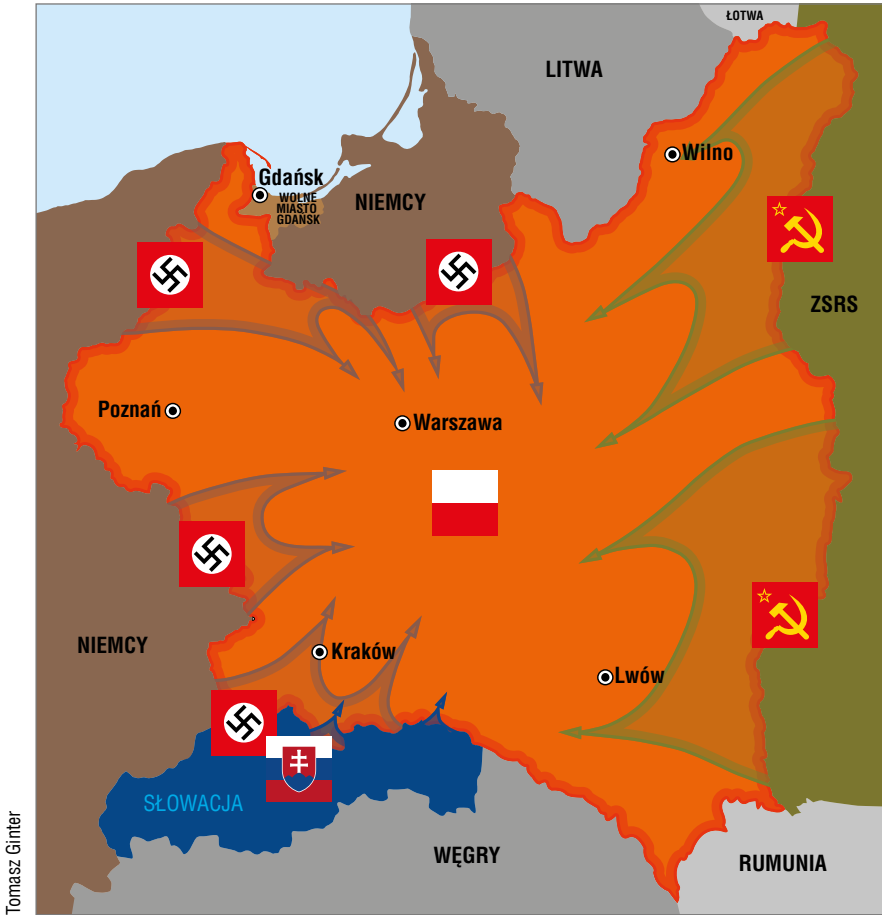 ŁOTWA
LITWA
Wilno
Gdańsk
WOLNE
MIASTO
GDAŃSK
NIEMCY
ZSRS
Poznań
Warszawa
NIEMCY
Kraków
Lwów
SŁOWACJA
WĘGRY
RUMUNIA
Tomasz Ginter